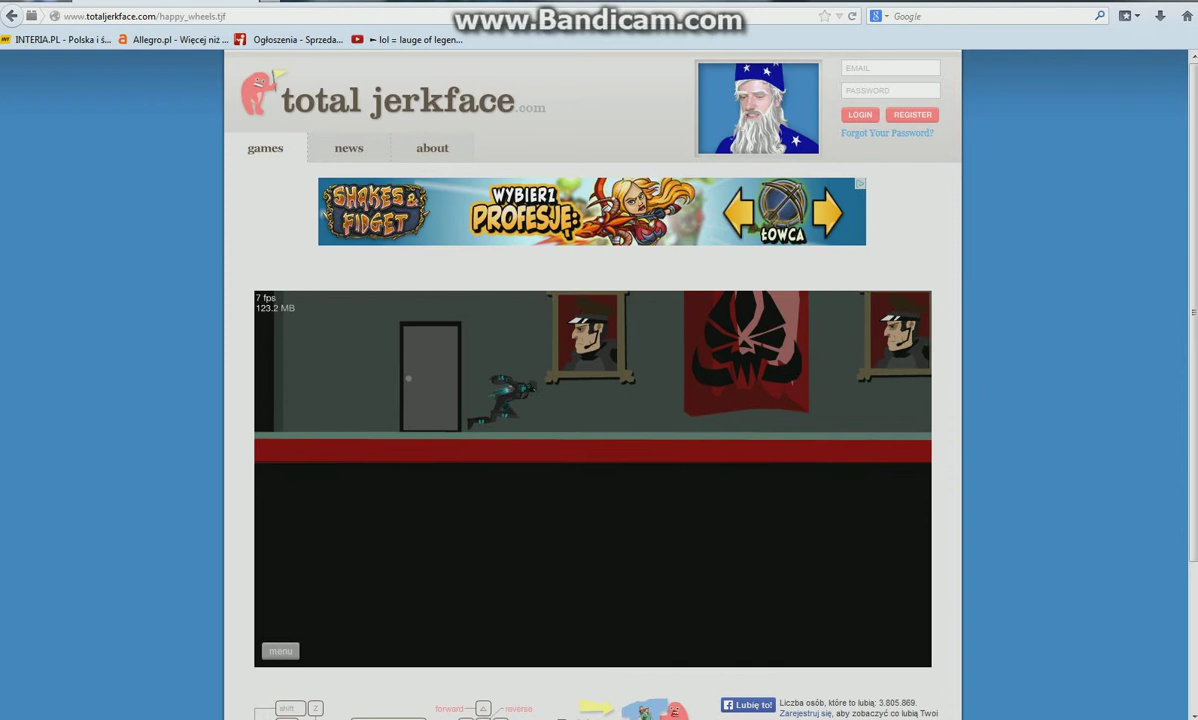 www.Bandicam.com
www.totaljerkface.com/happy_wheels.tjf
Google
INTERIA.PL - Polska i ś...
Allegro.pl - Więcej niż ...
Ogłoszenia - Sprzeda...
lol = lauge of legen...
total jerkface.com
EMAIL
PASSWORD
LOGIN
REGISTER
Forgot Your Password?
games
news
about
SHAKES & FIDGET
WYBIERZ PROFESJĘ:
ŁOWCA
7 fps
123.2 MB
menu
shift
Z
forward
reverse
Lubię to!
Liczba osób, które to lubią: 3.805.869.
Zarejestruj się, aby zobaczyć co lubią Twoi